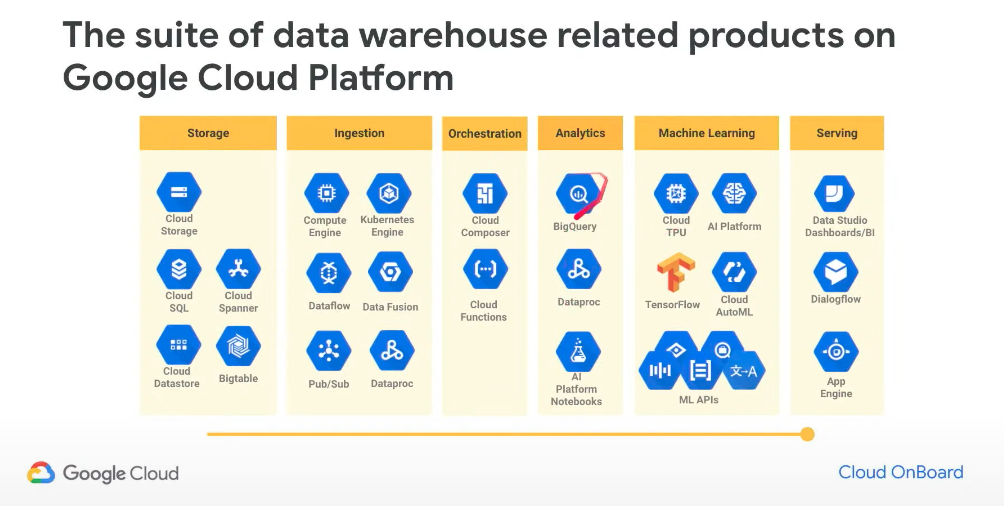 The suite of data warehouse related products on
Google Cloud Platform
Storage
Ingestion
Orchestration
Analytics
Machine Learning
Serving
Cloud
Storage
Cloud
SQL
Cloud
Spanner
Cloud
Datastore
Bigtable
Compute
Engine
Kubernetes
Engine
Dataflow
Data Fusion
Pub/Sub
Dataproc
Cloud
Composer
Cloud
Functions
BigQuery
Dataproc
AI
Platform
Notebooks
Cloud
TPU
AI Platform
TensorFlow
Cloud
AutoML
文→A
ML APIs
Data Studio
Dashboards/BI
Dialogflow
App
Engine
Google Cloud
Cloud OnBoard